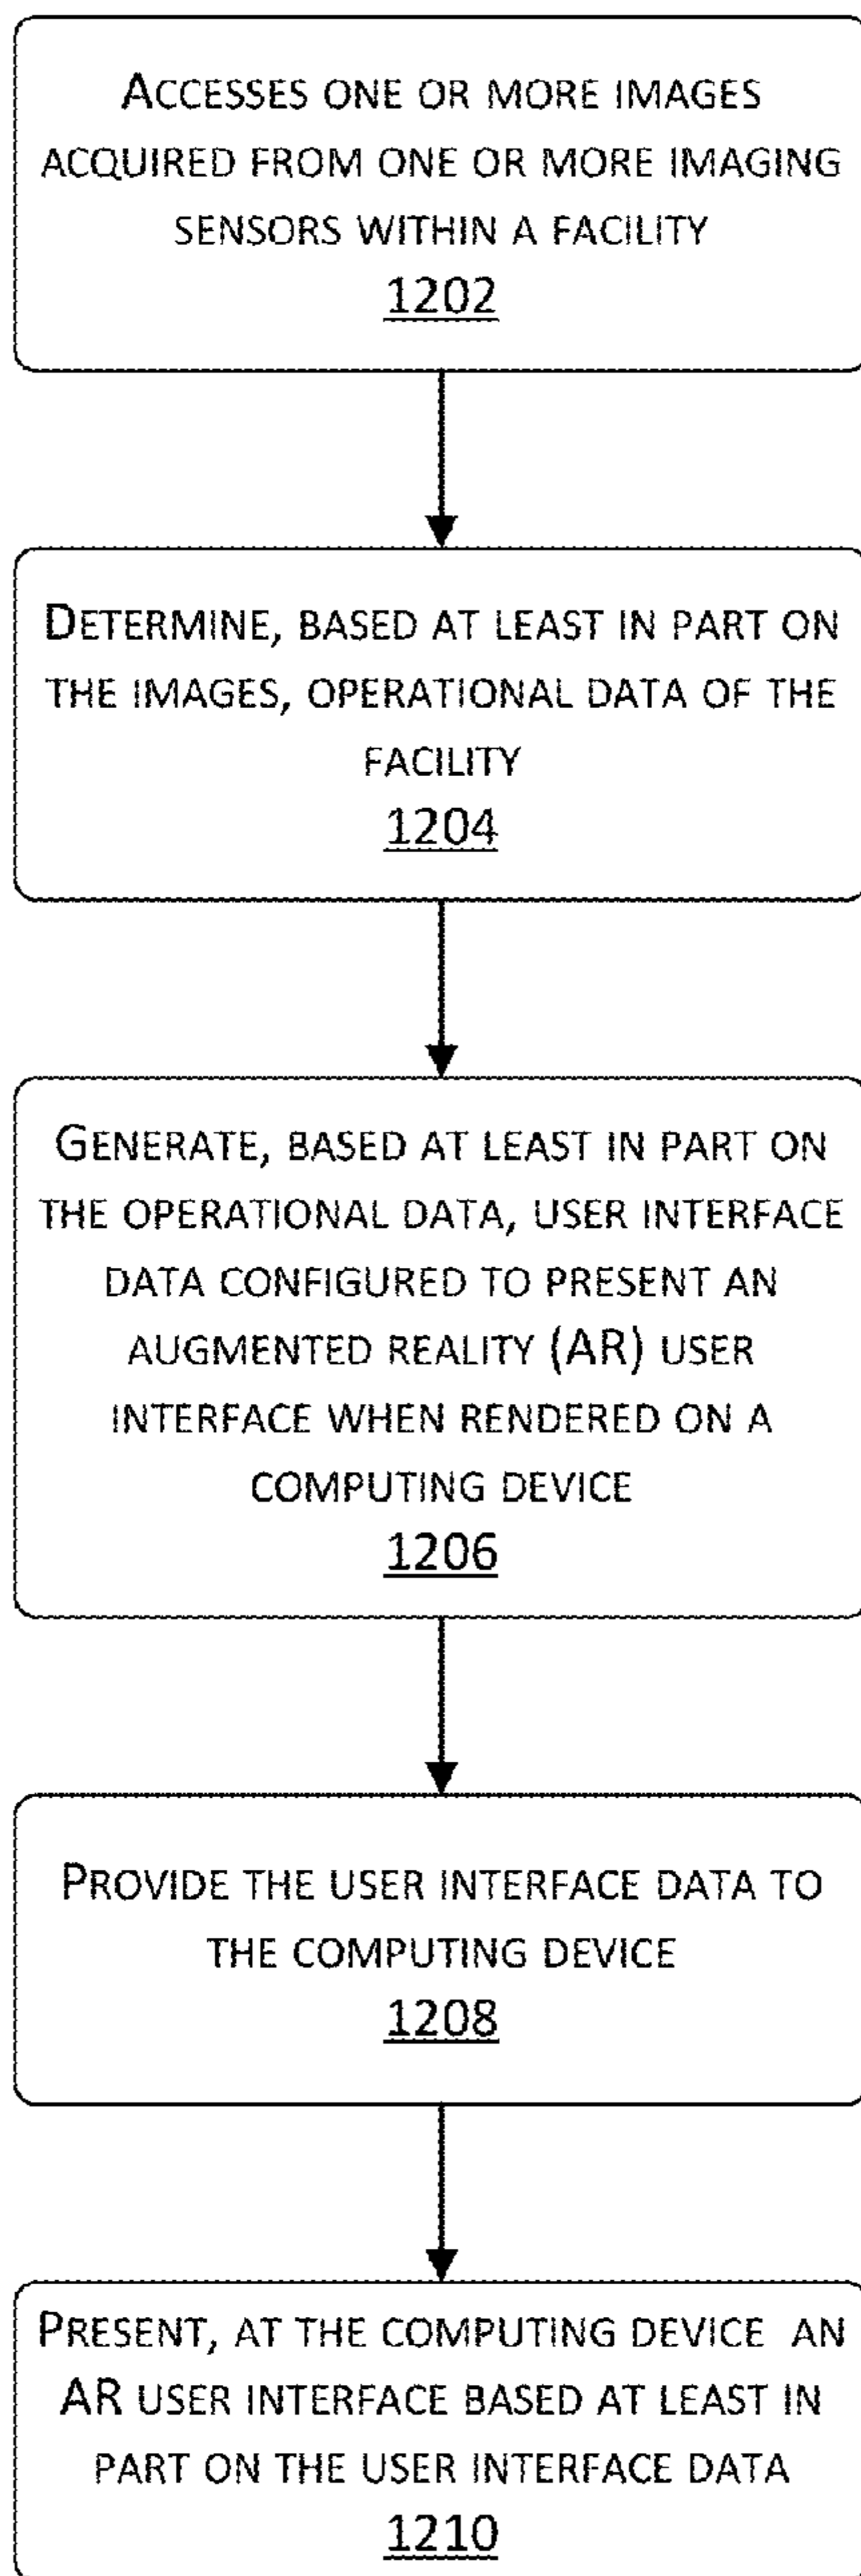 ACCESSES ONE OR MORE IMAGES
ACQUIRED FROM ONE OR MORE IMAGING
SENSORS WITHIN A FACILITY
1202
DETERMINE, BASED AT LEAST IN PART ON
THE IMAGES, OPERATIONAL DATA OF THE
FACILITY
1204
GENERATE, BASED AT LEAST IN PART ON
THE OPERATIONAL DATA, USER INTERFACE
DATA CONFIGURED TO PRESENT AN
AUGMENTED REALITY (AR) USER
INTERFACE WHEN RENDERED ON A
COMPUTING DEVICE
1206
PROVIDE THE USER INTERFACE DATA TO
THE COMPUTING DEVICE
1208
PRESENT, AT THE COMPUTING DEVICE AN
AR USER INTERFACE BASED AT LEAST IN
PART ON THE USER INTERFACE DATA
1210